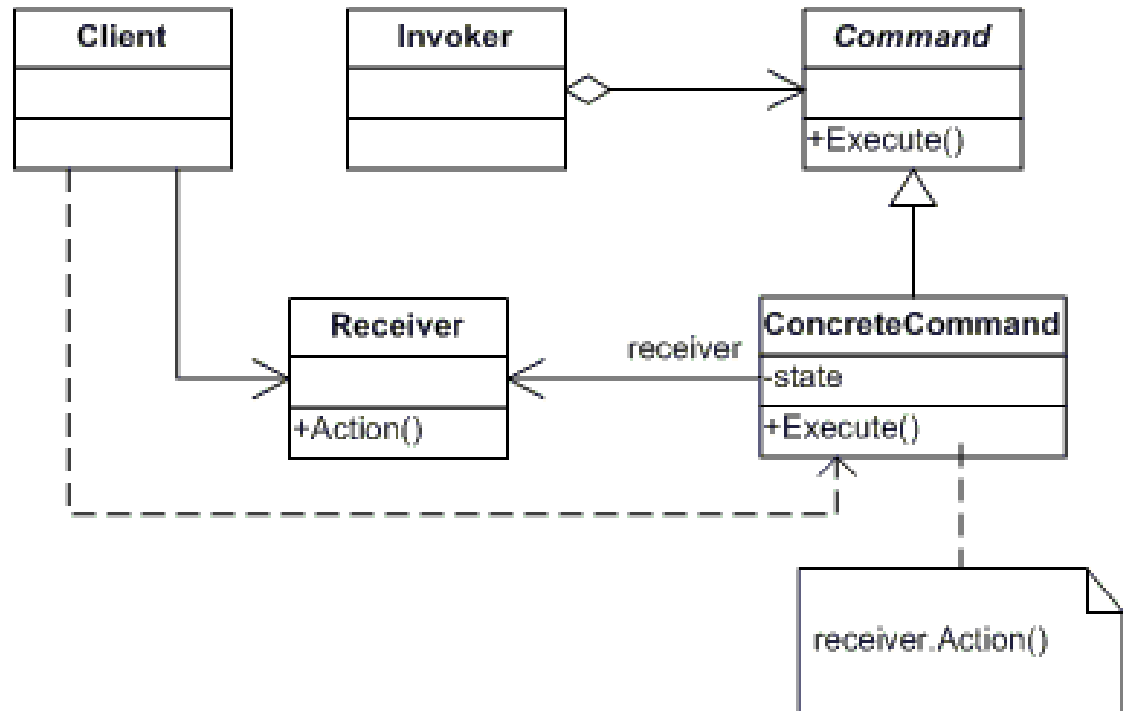 Client
Invoker
Command
+Execute()
Receiver
+Action()
receiver
ConcreteCommand
-state
+Execute()
receiver.Action()